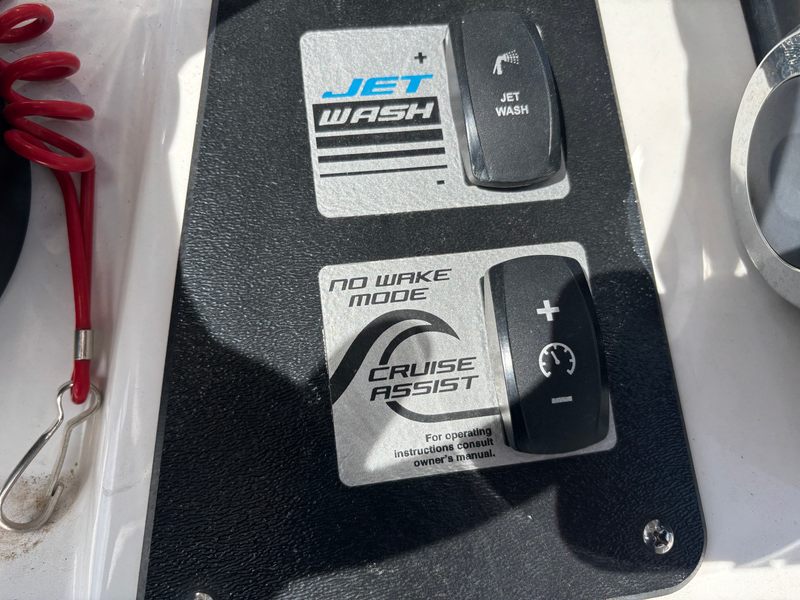 +
JET
WASH
-
JET
WASH
NO WAKE
MODE
CRUISE
ASSIST
For operating
instructions consult
owner's manual.
+
−